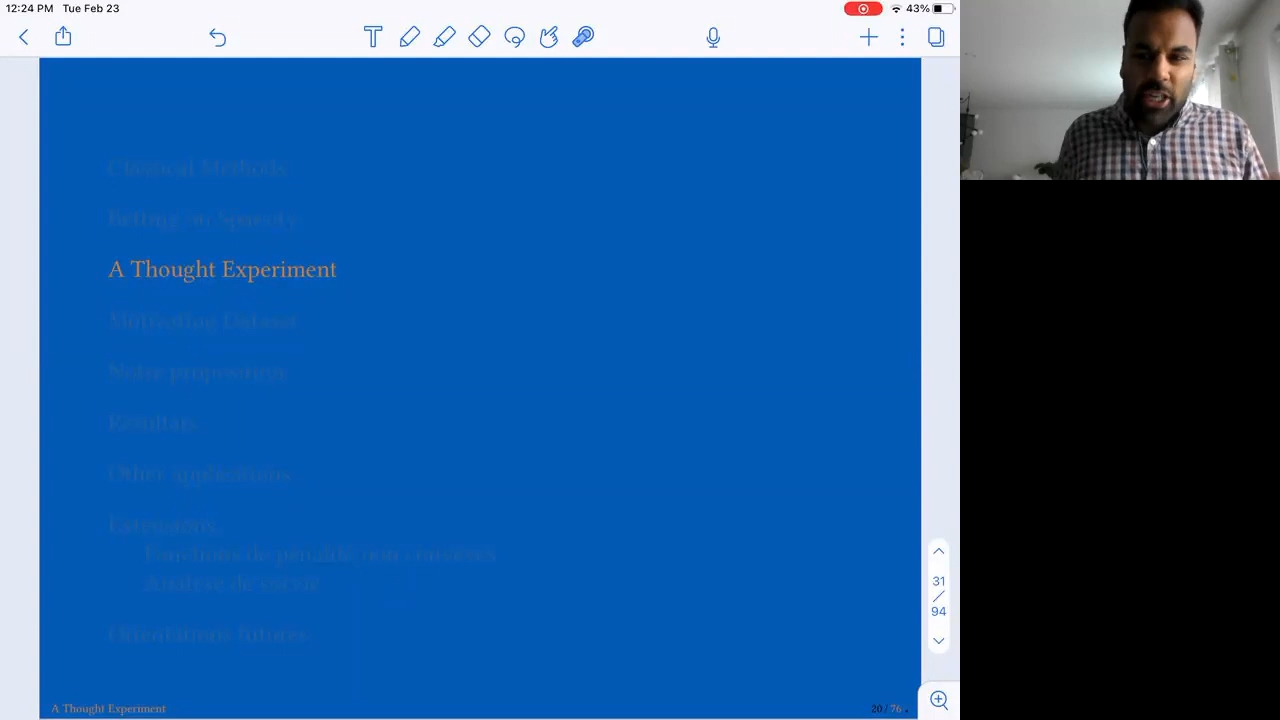 12:24 PM Tue Feb 23
43%
Classical Methods
Betting on Sparsity
A Thought Experiment
Motivating Dataset
Notre proposition
Résultats
Other applications
Extensions
Fonctions de pénalité non convexes
Analyse de survie
Orientations futures
31
/
94
A Thought Experiment
20 / 76